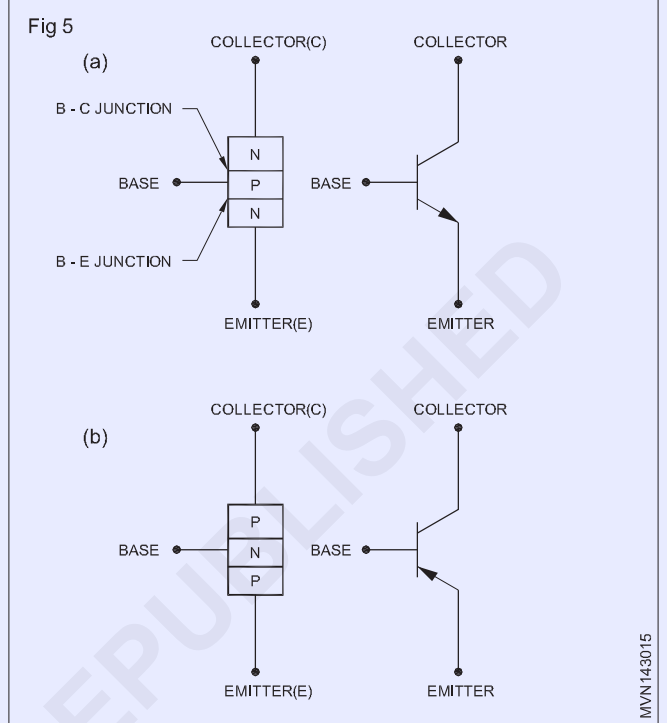 Fig 5
COLLECTOR(C) COLLECTOR
(a)
B - C JUNCTION
N
BASE P BASE
N
B - E JUNCTION
EMITTER(E) EMITTER
COLLECTOR(C) COLLECTOR
(b)
P
BASE N BASE
P
EMITTER(E) EMITTER
MVN143015
EPUBLISHED